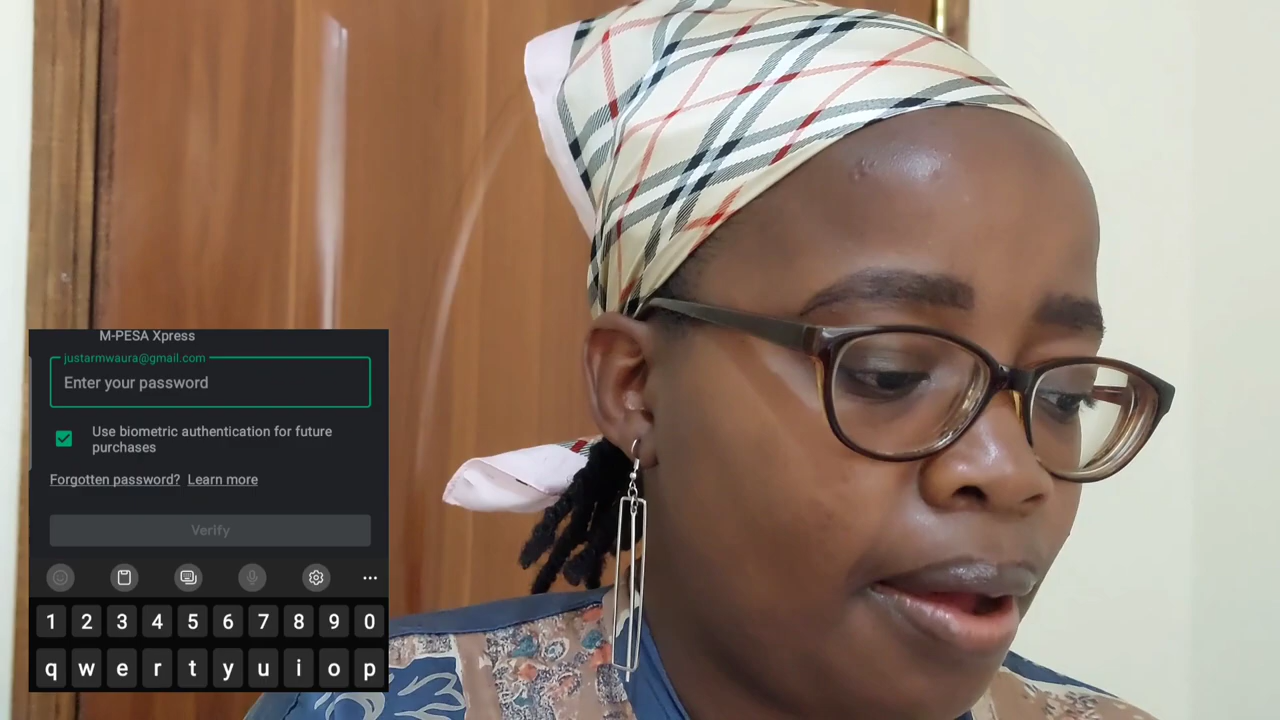 M-PESA Xpress
justarmwaura@gmail.com
Enter your password
Use biometric authentication for future
purchases
Forgotten password? Learn more
Verify
1 2 3 4 5 6 7 8 9 0
q w e r t y u i o p